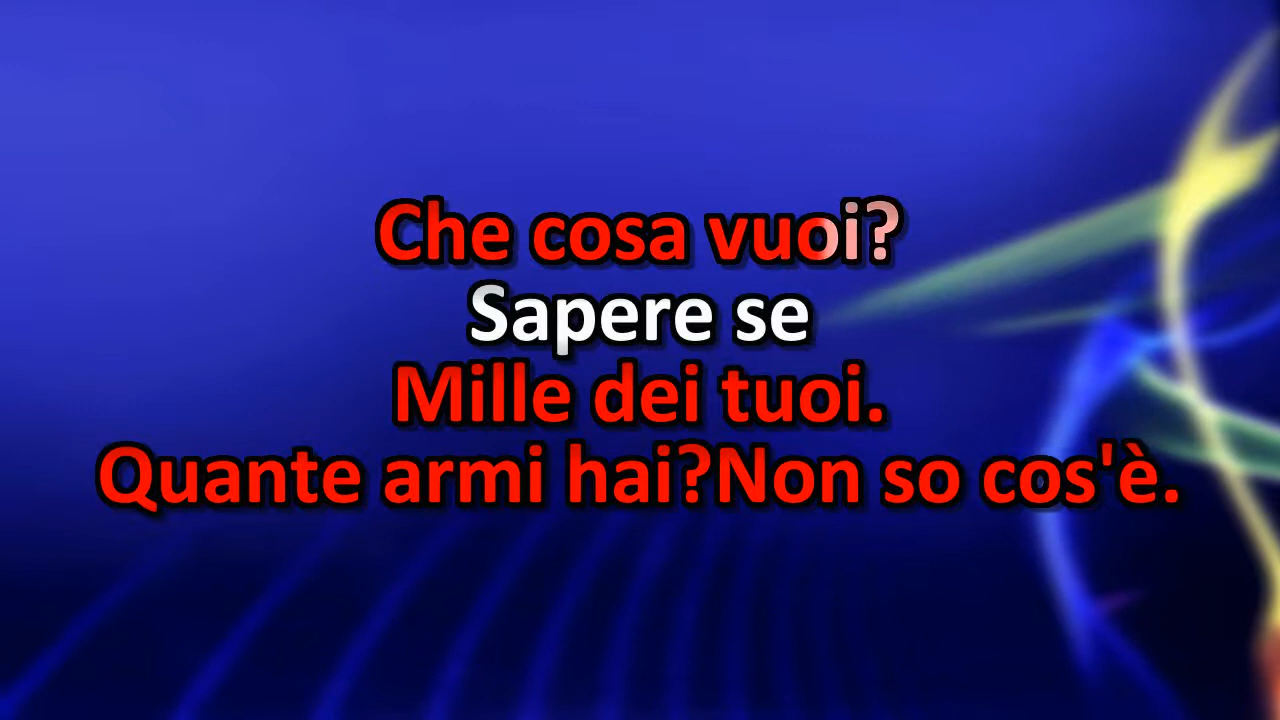 Che cosa vuoi?
Sapere se
Mille dei tuoi.
Quante armi hai?Non so cos'è.